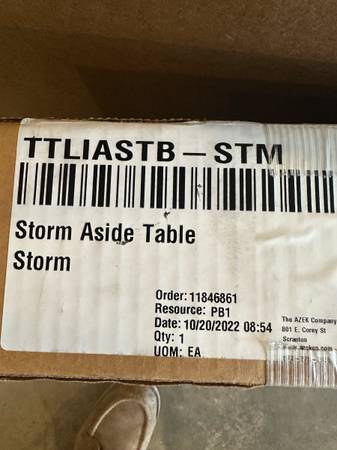 TTLIASTB-STM
Storm Aside Table
Storm
Order: 11846861
Resource: PB1
Date: 10/20/2022 08:54
Qty: 1
UOM: EA
The AZEK Company
801 E. Corey St
Scranton